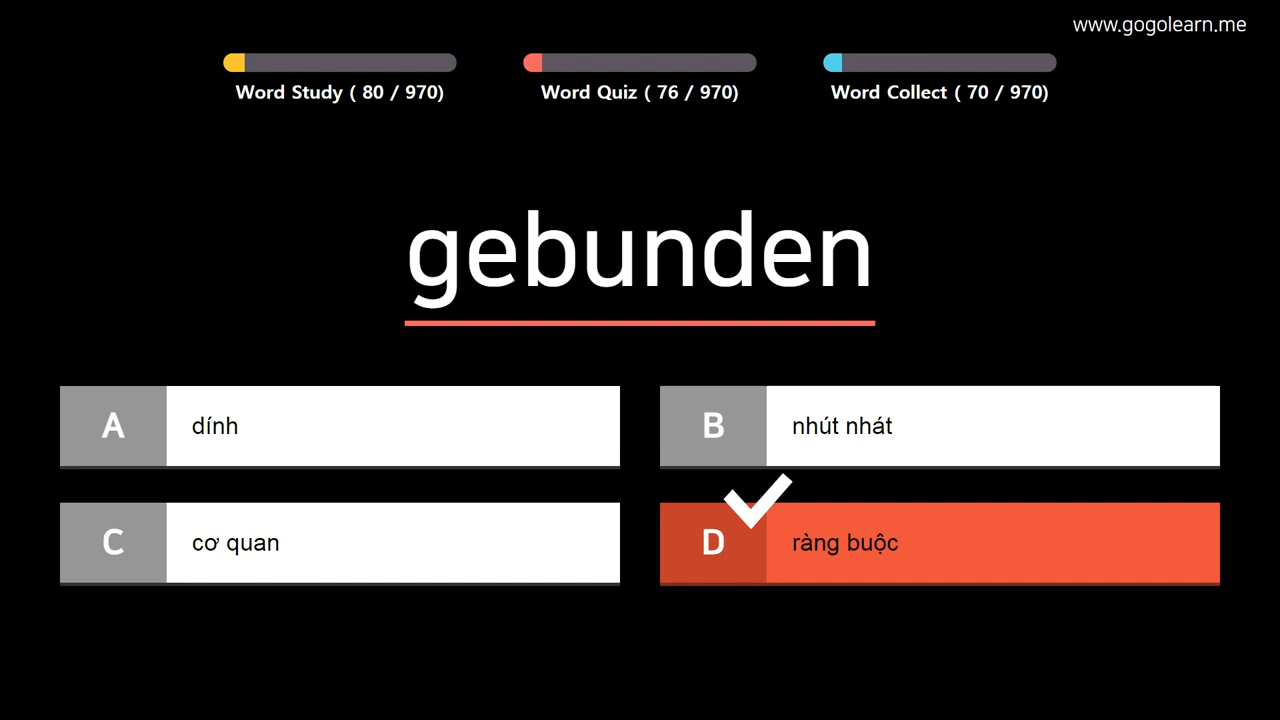 www.gogolearn.me
Word Study ( 80 / 970)
Word Quiz ( 76 / 970)
Word Collect ( 70 / 970)
gebunden
A
dính
B
nhút nhát
C
cơ quan
D
ràng buộc